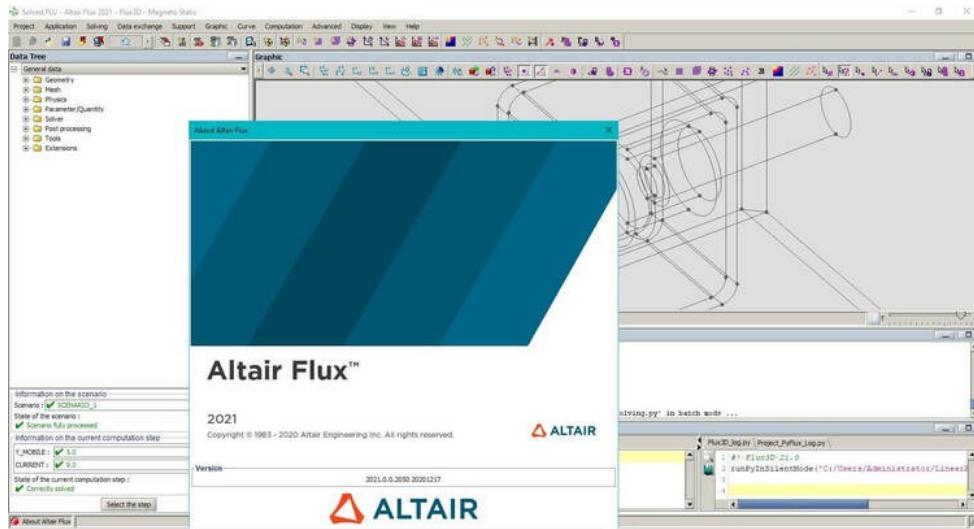 Solved.FLU - Altair Flux 2021 - Flux3D - Magneto Static
Project Application Solving Data exchange Support Graphic Curve Computation Advanced Display View Help
Data Tree
Graphic
General data
Geometry
Mesh
Physics
Parameter/Quantity
Solver
Post processing
Tools
Extensions
About Altair Flux
Altair Flux™
2021
Copyright © 1983 - 2020 Altair Engineering Inc. All rights reserved.
ALTAIR
Version
2021.0.0.2050 20201217
ALTAIR
Information on the scenario
Scenario : SCENARIO_1
State of the scenario :
Scenario fully processed
Information on the current computation step
Y_MOBILE : 5.0
CURRENT : 9.0
State of the current computation step :
Correctly solved
Select the step
olving.py' in batch mode ...
Flux3D_log.py Project_PyFlux_Log.py
1 #! Flux3D 21.0
2 runPyInSilentMode('C:/Users/Administrator/Linear
3
4
About Altair Flux